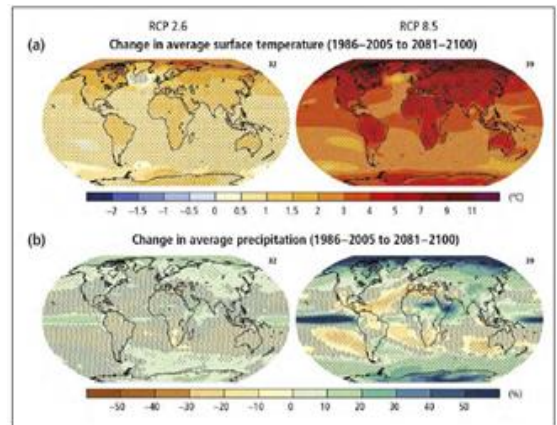 RCP 2.6 RCP 8.5
(a) Change in average surface temperature (1986–2005 to 2081–2100)
32 39
-2 -1.5 -1 -0.5 0 0.5 1 1.5 2 3 4 5 7 9 11 (°C)
(b) Change in average precipitation (1986–2005 to 2081–2100)
32 39
-50 -40 -30 -20 -10 0 10 20 30 40 50 (%)